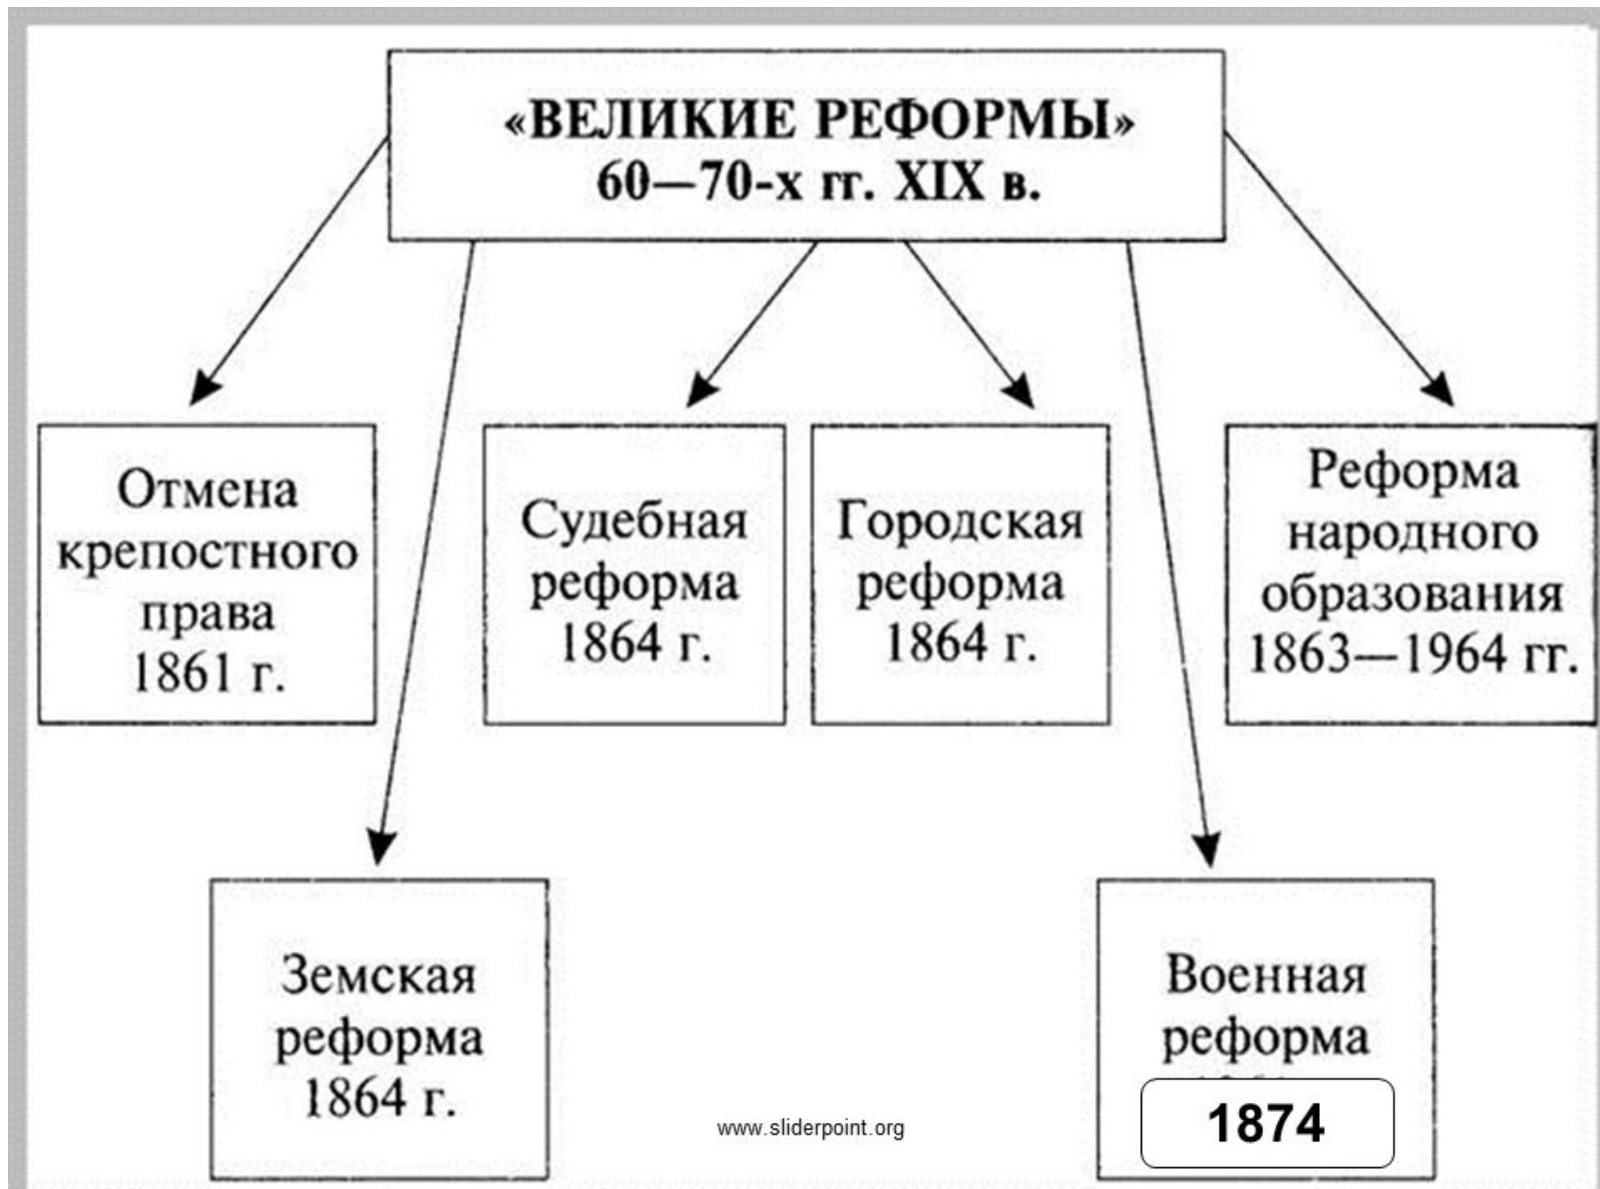 «ВЕЛИКИЕ РЕФОРМЫ»
60—70-х гг. XIX в.
Отмена
крепостного
права
1861 г.
Судебная
реформа
1864 г.
Городская
реформа
1864 г.
Реформа
народного
образования
1863—1964 гг.
Земская
реформа
1864 г.
Военная
реформа
1874
www.sliderpoint.org